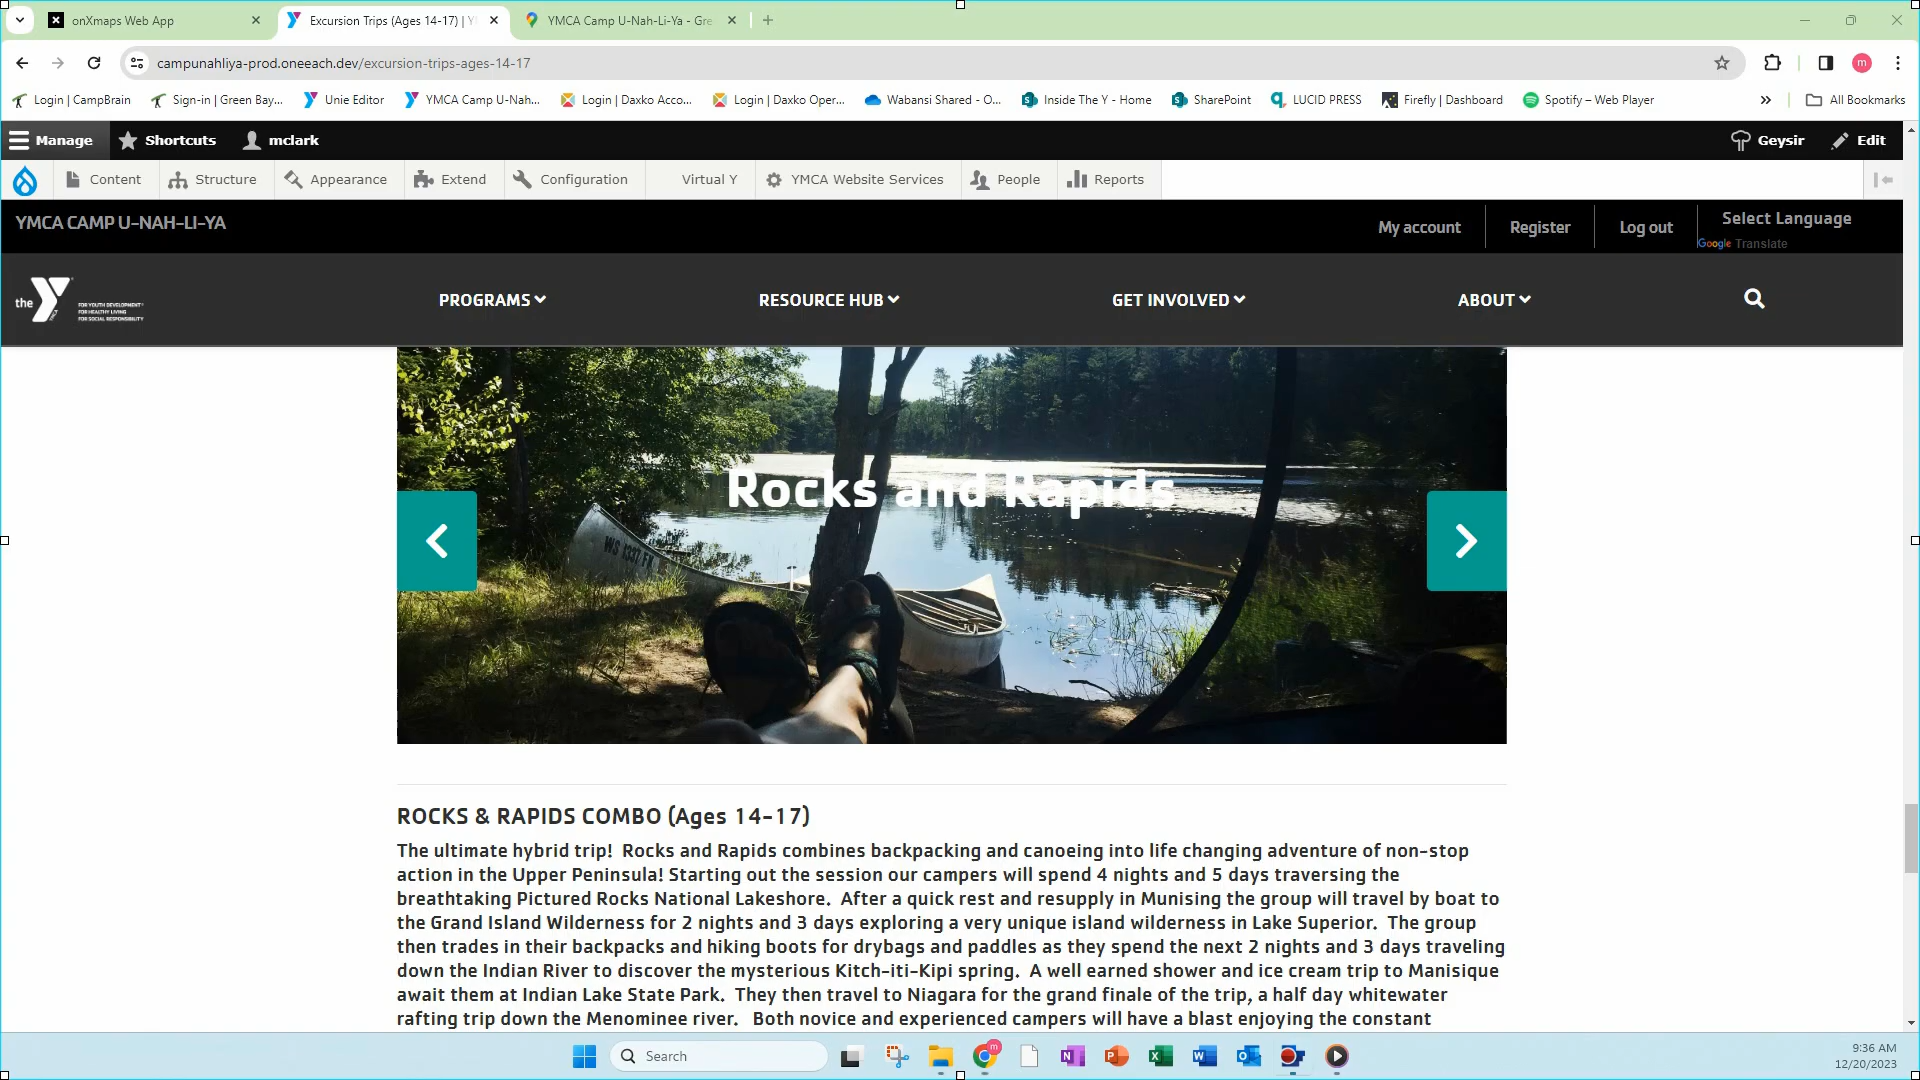 onXmaps Web App
Excursion Trips (Ages 14-17) | Y
YMCA Camp U-Nah-Li-Ya - Gre
campunahliya-prod.oneeach.dev/excursion-trips-ages-14-17
m
Login | CampBrain
Sign-in | Green Bay...
Unie Editor
YMCA Camp U-Nah...
Login | Daxko Acco...
Login | Daxko Oper...
Wabansi Shared - O...
Inside The Y - Home
SharePoint
LUCID PRESS
Firefly | Dashboard
Spotify – Web Player
All Bookmarks
Manage
Shortcuts
mclark
Geysir
Edit
Content
Structure
Appearance
Extend
Configuration
Virtual Y
YMCA Website Services
People
Reports
YMCA CAMP U-NAH-LI-YA
My account
Register
Log out
Select Language
Google Translate
the Y
FOR YOUTH DEVELOPMENT®
FOR HEALTHY LIVING
FOR SOCIAL RESPONSIBILITY
PROGRAMS
RESOURCE HUB
GET INVOLVED
ABOUT
Rocks and Rapids
WS 1337 FK
ROCKS & RAPIDS COMBO (Ages 14-17)
The ultimate hybrid trip!  Rocks and Rapids combines backpacking and canoeing into life changing adventure of non-stop
action in the Upper Peninsula! Starting out the session our campers will spend 4 nights and 5 days traversing the
breathtaking Pictured Rocks National Lakeshore.  After a quick rest and resupply in Munising the group will travel by boat to
the Grand Island Wilderness for 2 nights and 3 days exploring a very unique island wilderness in Lake Superior.  The group
then trades in their backpacks and hiking boots for drybags and paddles as they spend the next 2 nights and 3 days traveling
down the Indian River to discover the mysterious Kitch-iti-Kipi spring.  A well earned shower and ice cream trip to Manisique
await them at Indian Lake State Park.  They then travel to Niagara for the grand finale of the trip, a half day whitewater
rafting trip down the Menominee river.   Both novice and experienced campers will have a blast enjoying the constant
Search
m
9:36 AM
12/20/2023